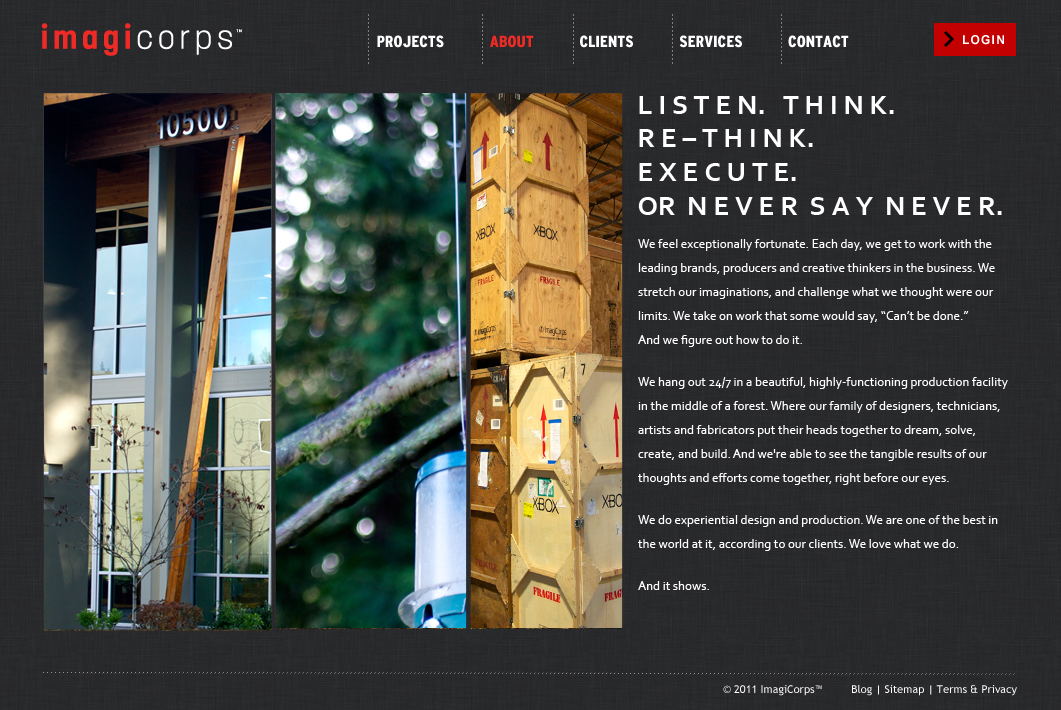 imagicorps™
PROJECTS
ABOUT
CLIENTS
SERVICES
CONTACT
LOGIN
10500
XBOX
XBOX
FRAGILE
FRAGILE
ImagiCorps
ImagiCorps
7
7
XBOX
XBO
FRAGILE
FRAG
LISTEN. THINK.
RE–THINK.
EXECUTE.
OR NEVER SAY NEVER.
We feel exceptionally fortunate. Each day, we get to work with the
leading brands, producers and creative thinkers in the business. We
stretch our imaginations, and challenge what we thought were our
limits. We take on work that some would say, “Can’t be done.”
And we figure out how to do it.
We hang out 24/7 in a beautiful, highly-functioning production facility
in the middle of a forest. Where our family of designers, technicians,
artists and fabricators put their heads together to dream, solve,
create, and build. And we're able to see the tangible results of our
thoughts and efforts come together, right before our eyes.
We do experiential design and production. We are one of the best in
the world at it, according to our clients. We love what we do.
And it shows.
© 2011 ImagiCorps™
Blog | Sitemap | Terms & Privacy